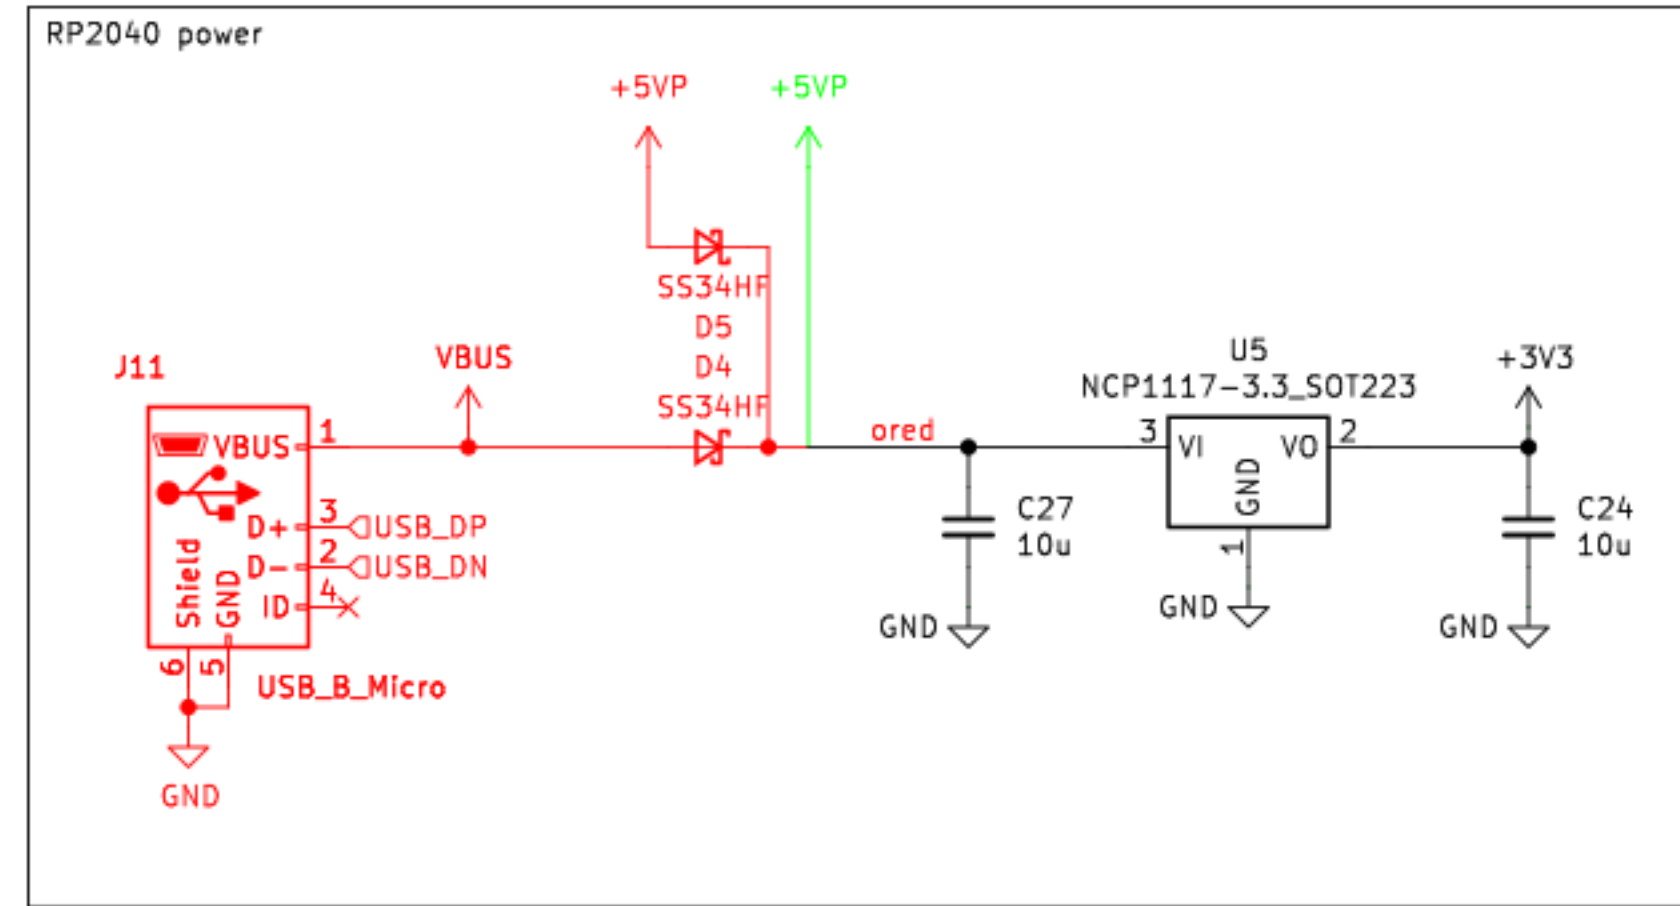 RP2040 power
+5VP
+5VP
SS34HF
D5
D4
SS34HF
J11
VBUS
VBUS
1
D+
3
USB_DP
D-
2
USB_DN
ID
4
Shield
GND
6
5
USB_B_Micro
GND
ored
C27
10u
GND
U5
NCP1117-3.3_SOT223
3
VI
VO
2
GND
1
GND
+3V3
C24
10u
GND